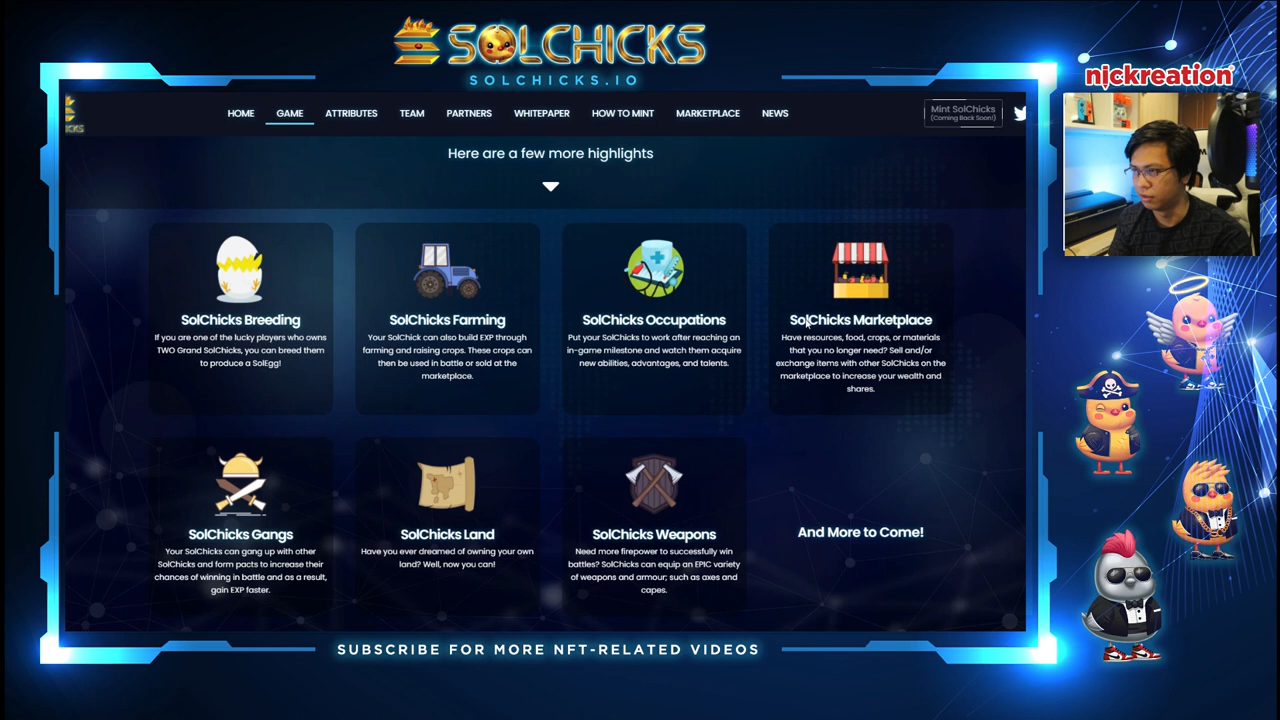 SOLCHICKS
SOLCHICKS.IO
nickreation
HOME GAME ATTRIBUTES TEAM PARTNERS WHITEPAPER HOW TO MINT MARKETPLACE NEWS
Mint SolChicks
(Coming Back Soon!)
Here are a few more highlights
SolChicks Breeding
If you are one of the lucky players who owns
TWO Grand SolChicks, you can breed them
to produce a SolEgg!
SolChicks Farming
Your SolChick can also build EXP through
farming and raising crops. These crops can
then be used in battle or sold at the
marketplace.
SolChicks Occupations
Put your SolChicks to work after reaching an
in-game milestone and watch them acquire
new abilities, advantages, and talents.
SolChicks Marketplace
Have resources, food, crops, or materials
that you no longer need? Sell and/or
exchange items with other SolChicks on the
marketplace to increase your wealth and
shares.
SolChicks Gangs
Your SolChicks can gang up with other
SolChicks and form pacts to increase their
chances of winning in battle and as a result,
gain EXP faster.
SolChicks Land
Have you ever dreamed of owning your own
land? Well, now you can!
SolChicks Weapons
Need more firepower to successfully win
battles? SolChicks can equip an EPIC variety
of weapons and armour; such as axes and
capes.
And More to Come!
SUBSCRIBE FOR MORE NFT-RELATED VIDEOS